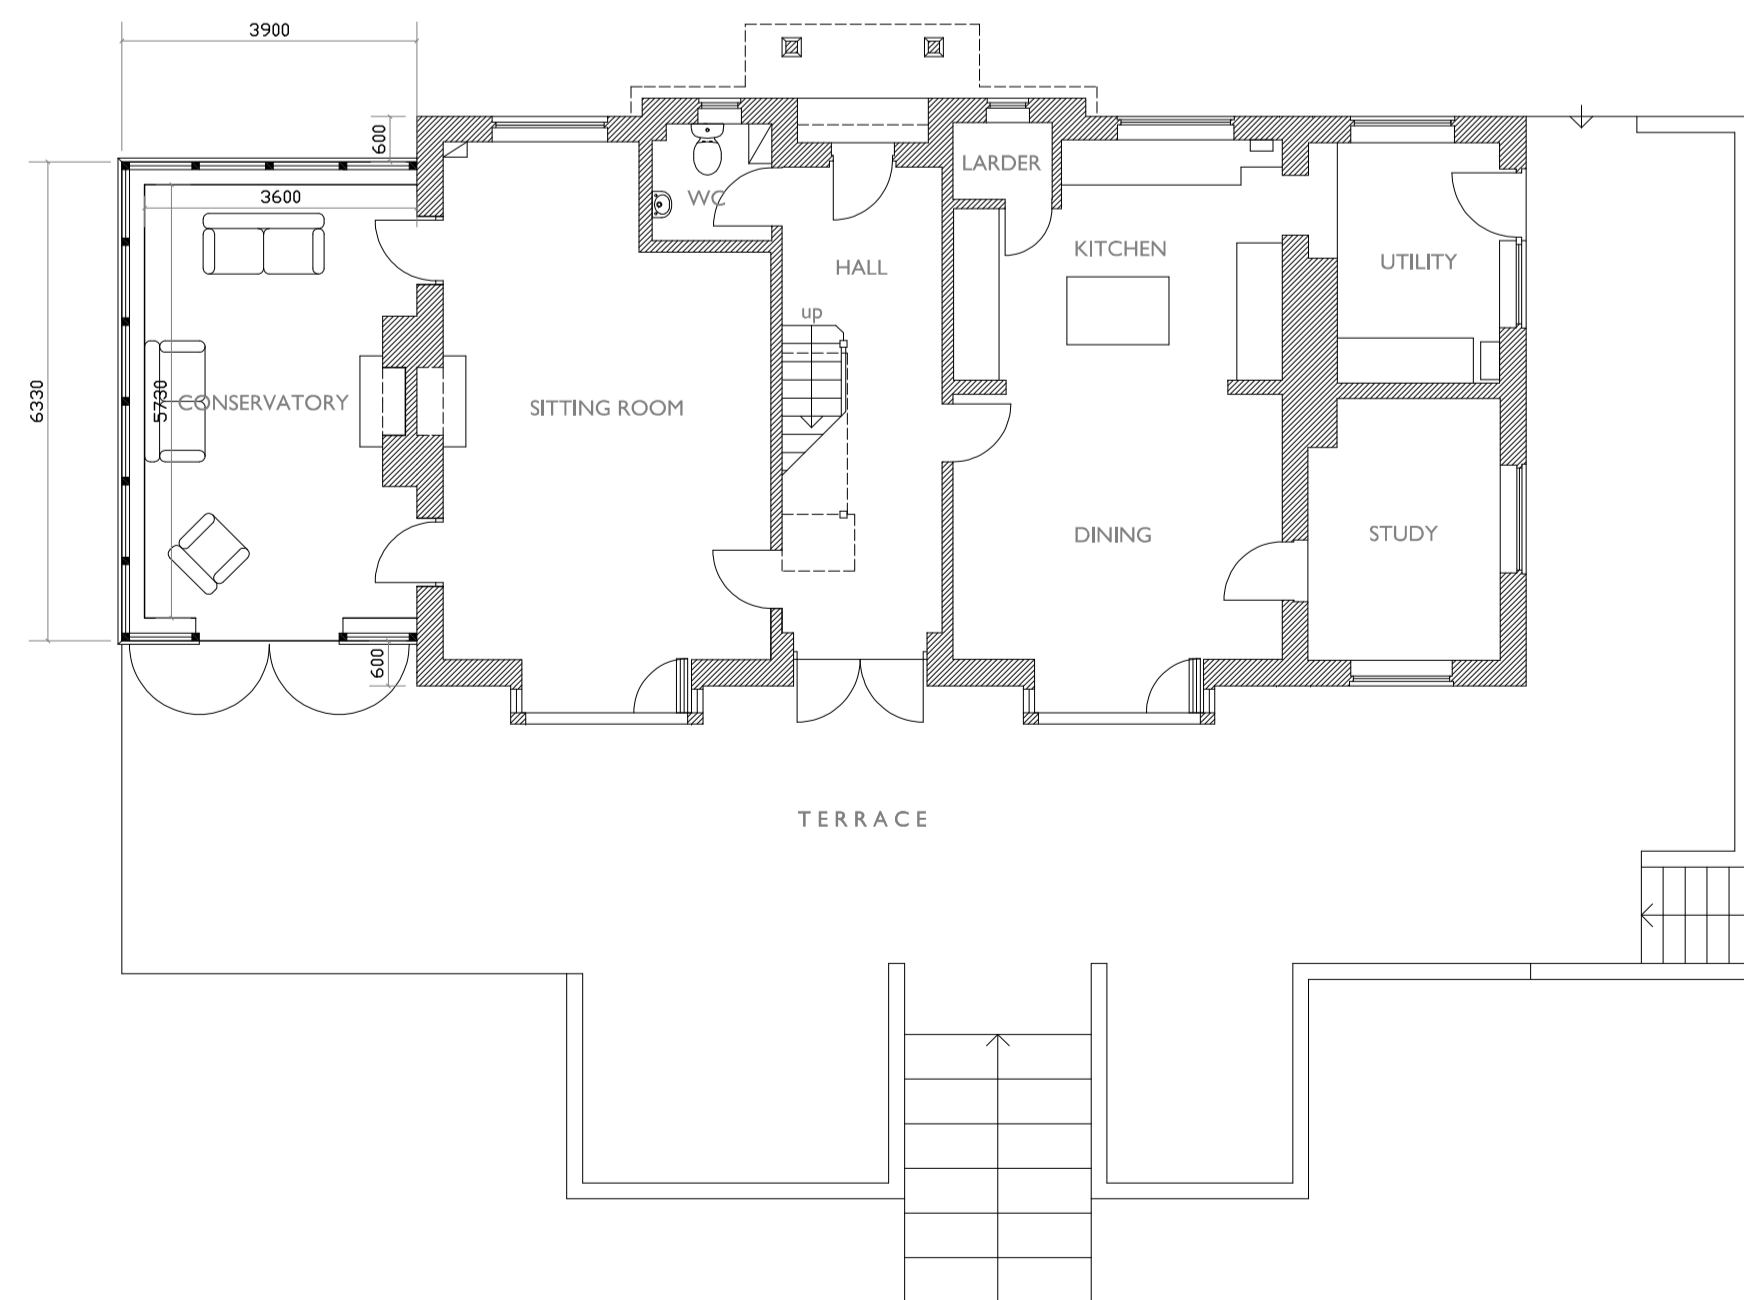 3900
600
3600
LARDER
WC
KITCHEN
HALL
UTILITY
up
6330
5730
CONSERVATORY
SITTING ROOM
DINING
STUDY
600
TERRACE